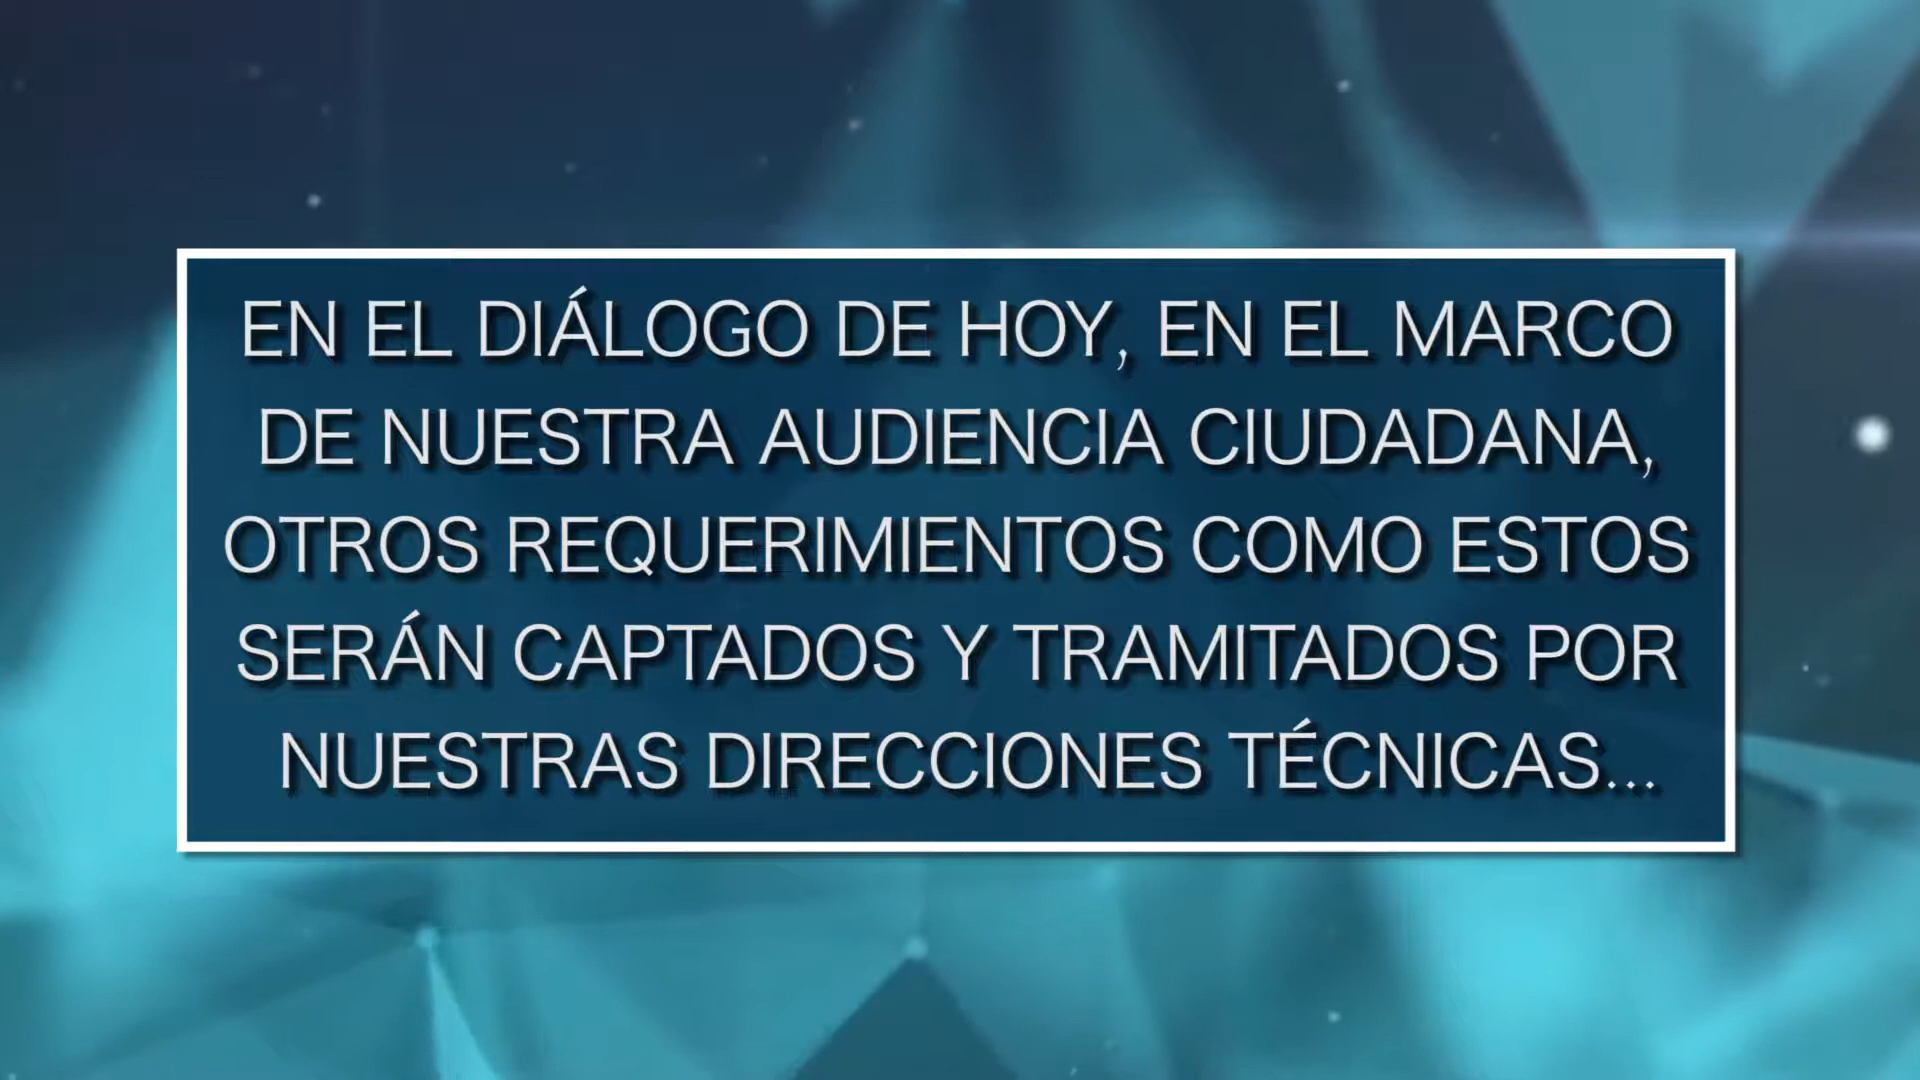 EN EL DIÁLOGO DE HOY, EN EL MARCO
DE NUESTRA AUDIENCIA CIUDADANA,
OTROS REQUERIMIENTOS COMO ESTOS
SERÁN CAPTADOS Y TRAMITADOS POR
NUESTRAS DIRECCIONES TÉCNICAS...